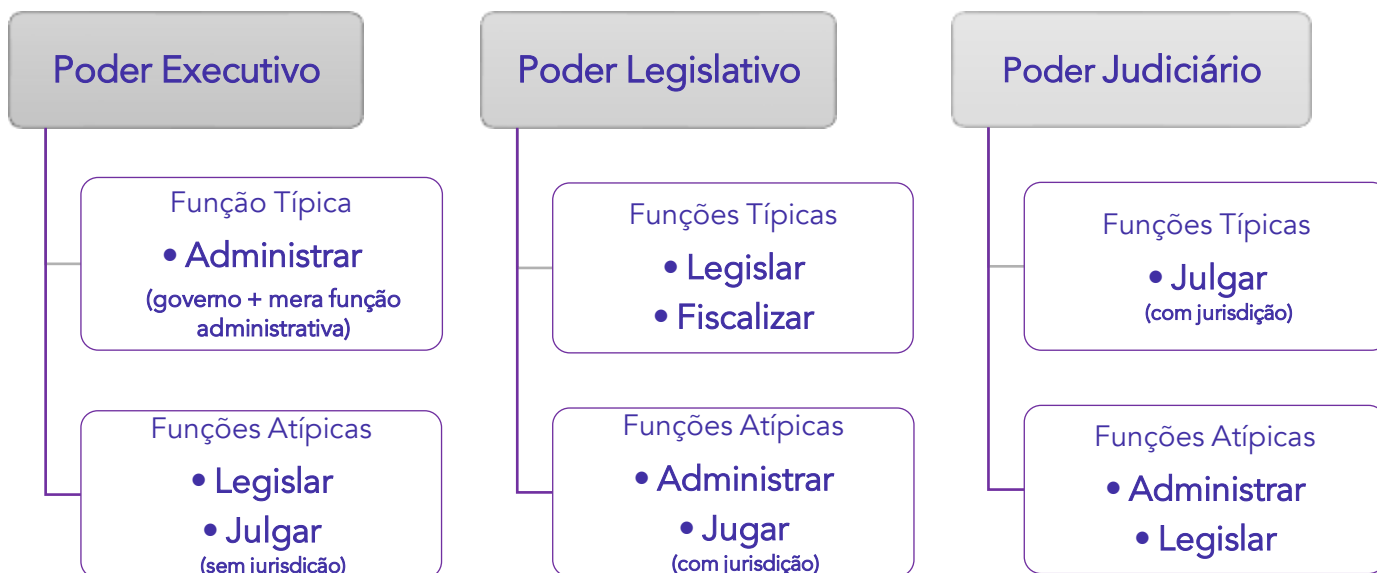 Poder Executivo
Função Típica
• Administrar
(governo + mera função
administrativa)
Funções Atípicas
• Legislar
• Julgar
(sem jurisdição)
Poder Legislativo
Funções Típicas
• Legislar
• Fiscalizar
Funções Atípicas
• Administrar
• Jugar
(com jurisdição)
Poder Judiciário
Funções Típicas
• Julgar
(com jurisdição)
Funções Atípicas
• Administrar
• Legislar